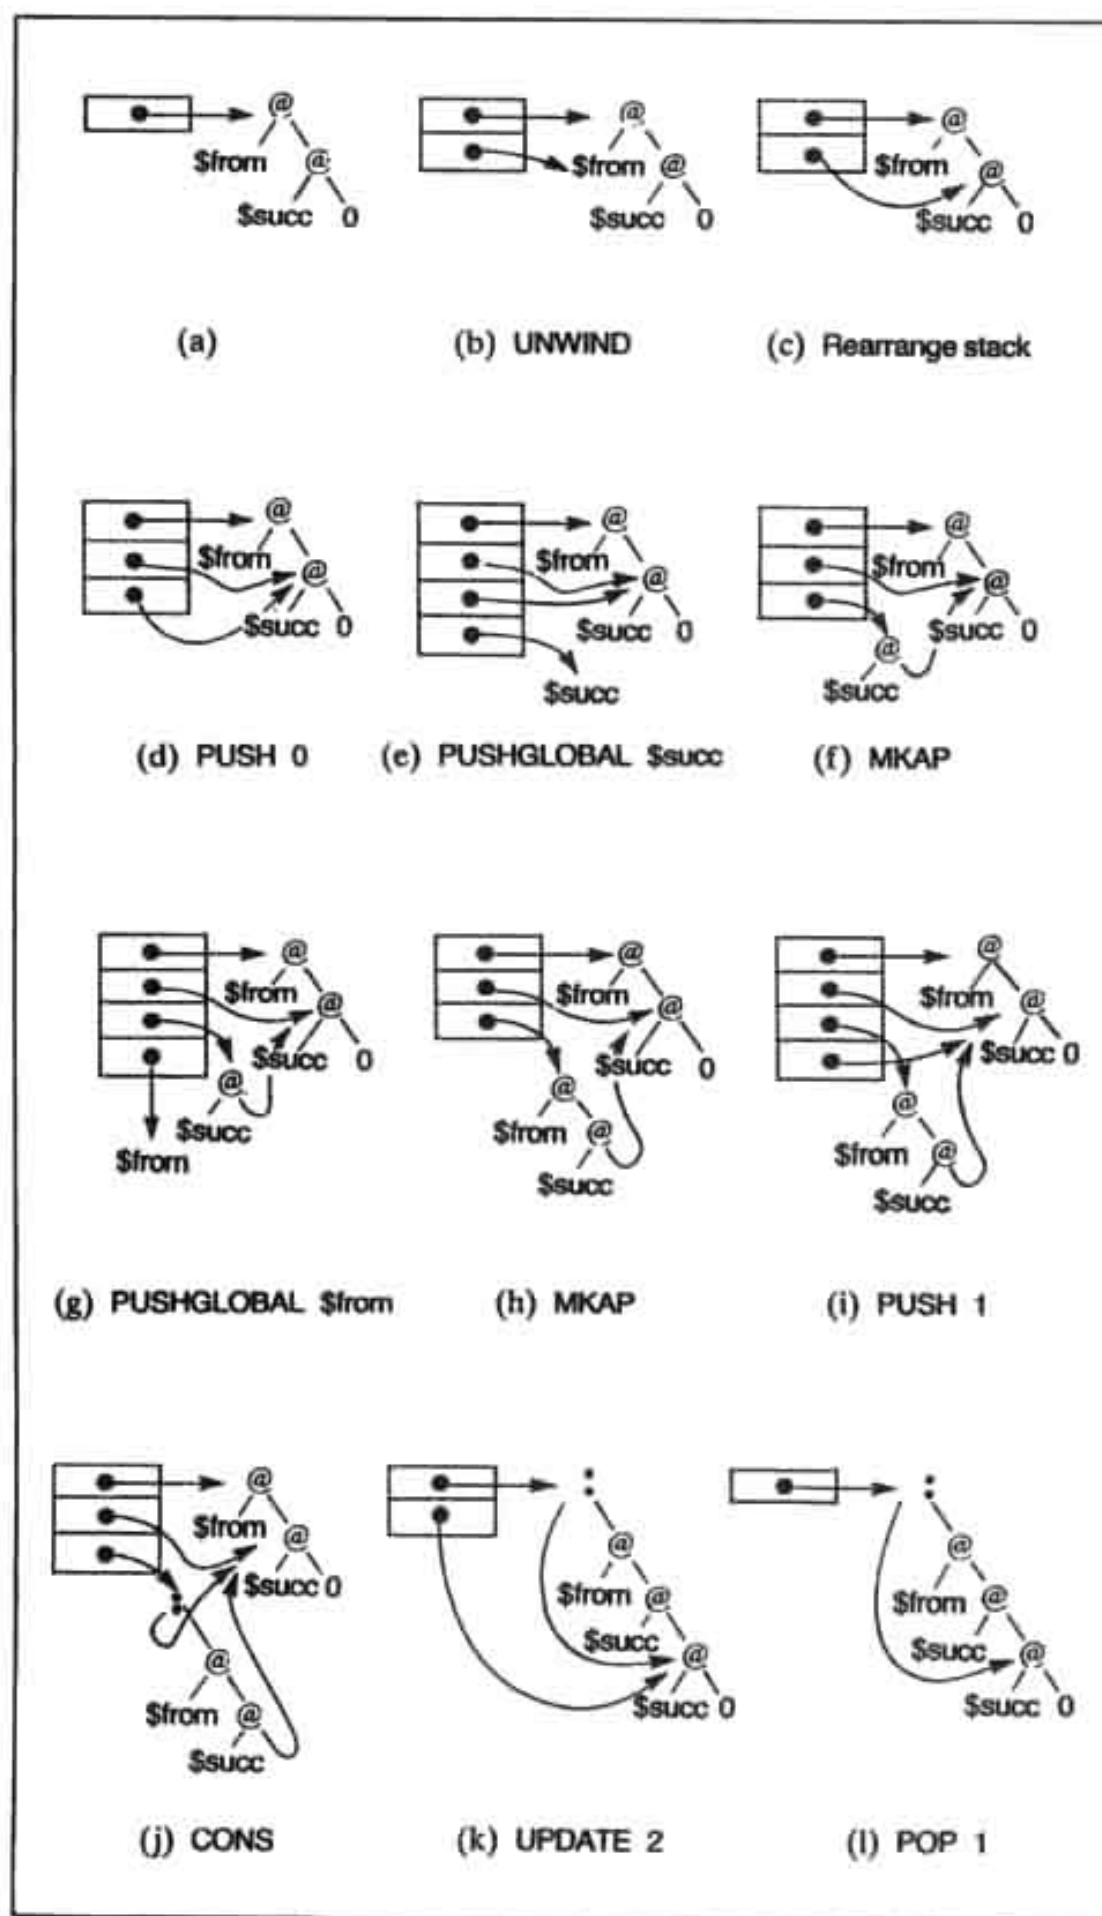 @ @ @
$from @ $from @ $from @
$succ 0 $succ 0 $succ 0
(a) (b) UNWIND (c) Rearrange stack
@ @ @
$from @ $from @ $from @
$succ 0 $succ 0 @ $succ 0
$succ $succ
(d) PUSH 0 (e) PUSHGLOBAL $succ (f) MKAP
@ @ @
$from @ $from @ $from @
$succ 0 $succ 0 $succ 0
@ @ @
$succ $from @ $from @
$from $succ $succ
(g) PUSHGLOBAL $from (h) MKAP (i) PUSH 1
@ : :
$from @ @ @
$succ 0 $from @ $from @
: $succ @ $succ @
@ $succ 0 $succ 0
$from @
$succ
(j) CONS (k) UPDATE 2 (l) POP 1